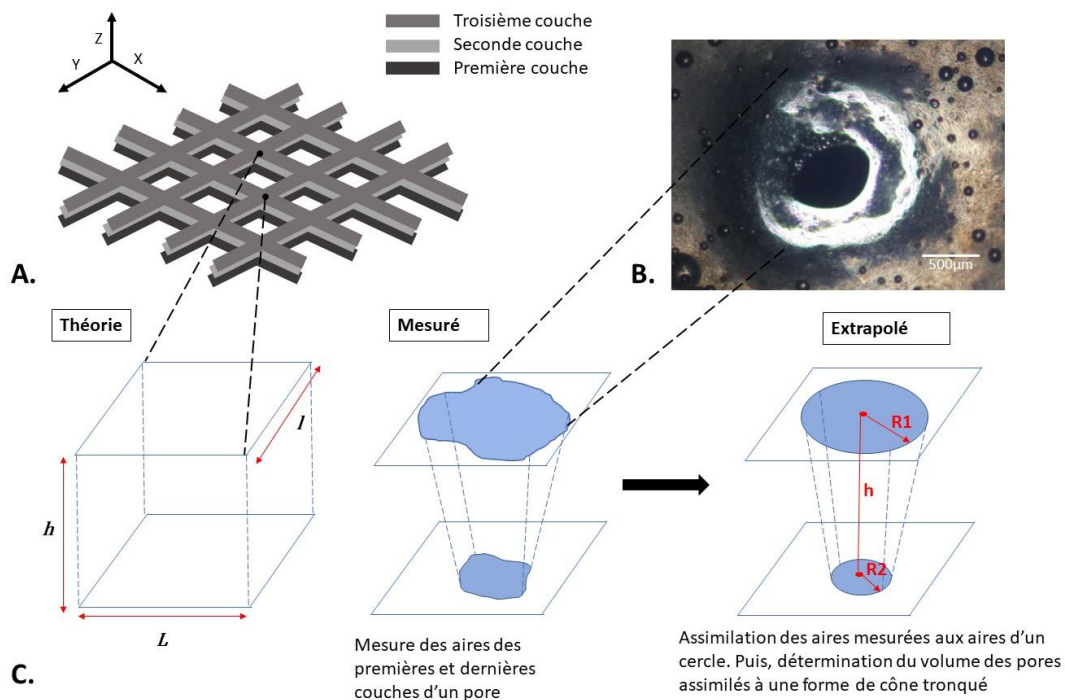 Z
Y
X
Troisième couche
Seconde couche
Première couche
A.
B.
500µm
Théorie
Mesuré
Extrapolé
l
h
L
R1
h
R2
C.
Mesure des aires des
premières et dernières
couches d'un pore
Assimilation des aires mesurées aux aires d'un
cercle. Puis, détermination du volume des pores
assimilés à une forme de cône tronqué